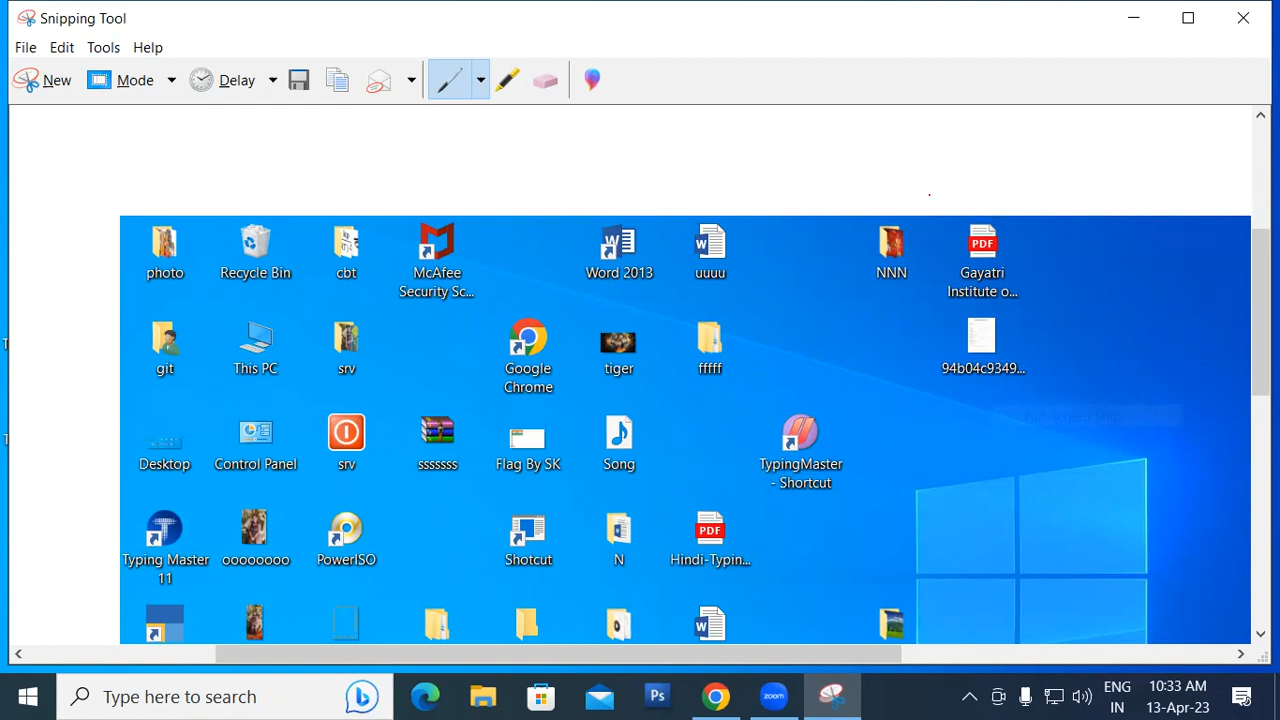 Snipping Tool
File Edit Tools Help
New Mode Delay
photo Recycle Bin cbt McAfee Security Sc... Word 2013 uuuu NNN Gayatri Institute o...
git This PC srv Google Chrome tiger fffff 94b04c9349...
Full-screen Snip
Desktop Control Panel srv sssssss Flag By SK Song TypingMaster - Shortcut
Typing Master 11 oooooooo PowerISO Shotcut N Hindi-Typin...
Type here to search
ENG
IN
10:33 AM
13-Apr-23